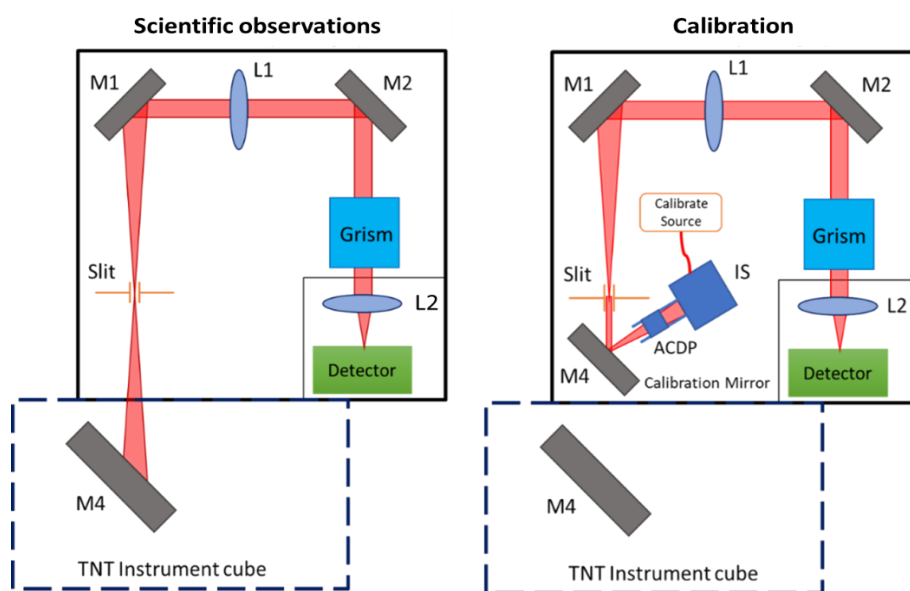 Scientific observations
M1
L1
M2
Grism
Slit
L2
Detector
M4
TNT Instrument cube
Calibration
M1
L1
M2
Calibrate
Source
Grism
Slit
IS
L2
ACDP
M4
Calibration Mirror
Detector
M4
TNT Instrument cube